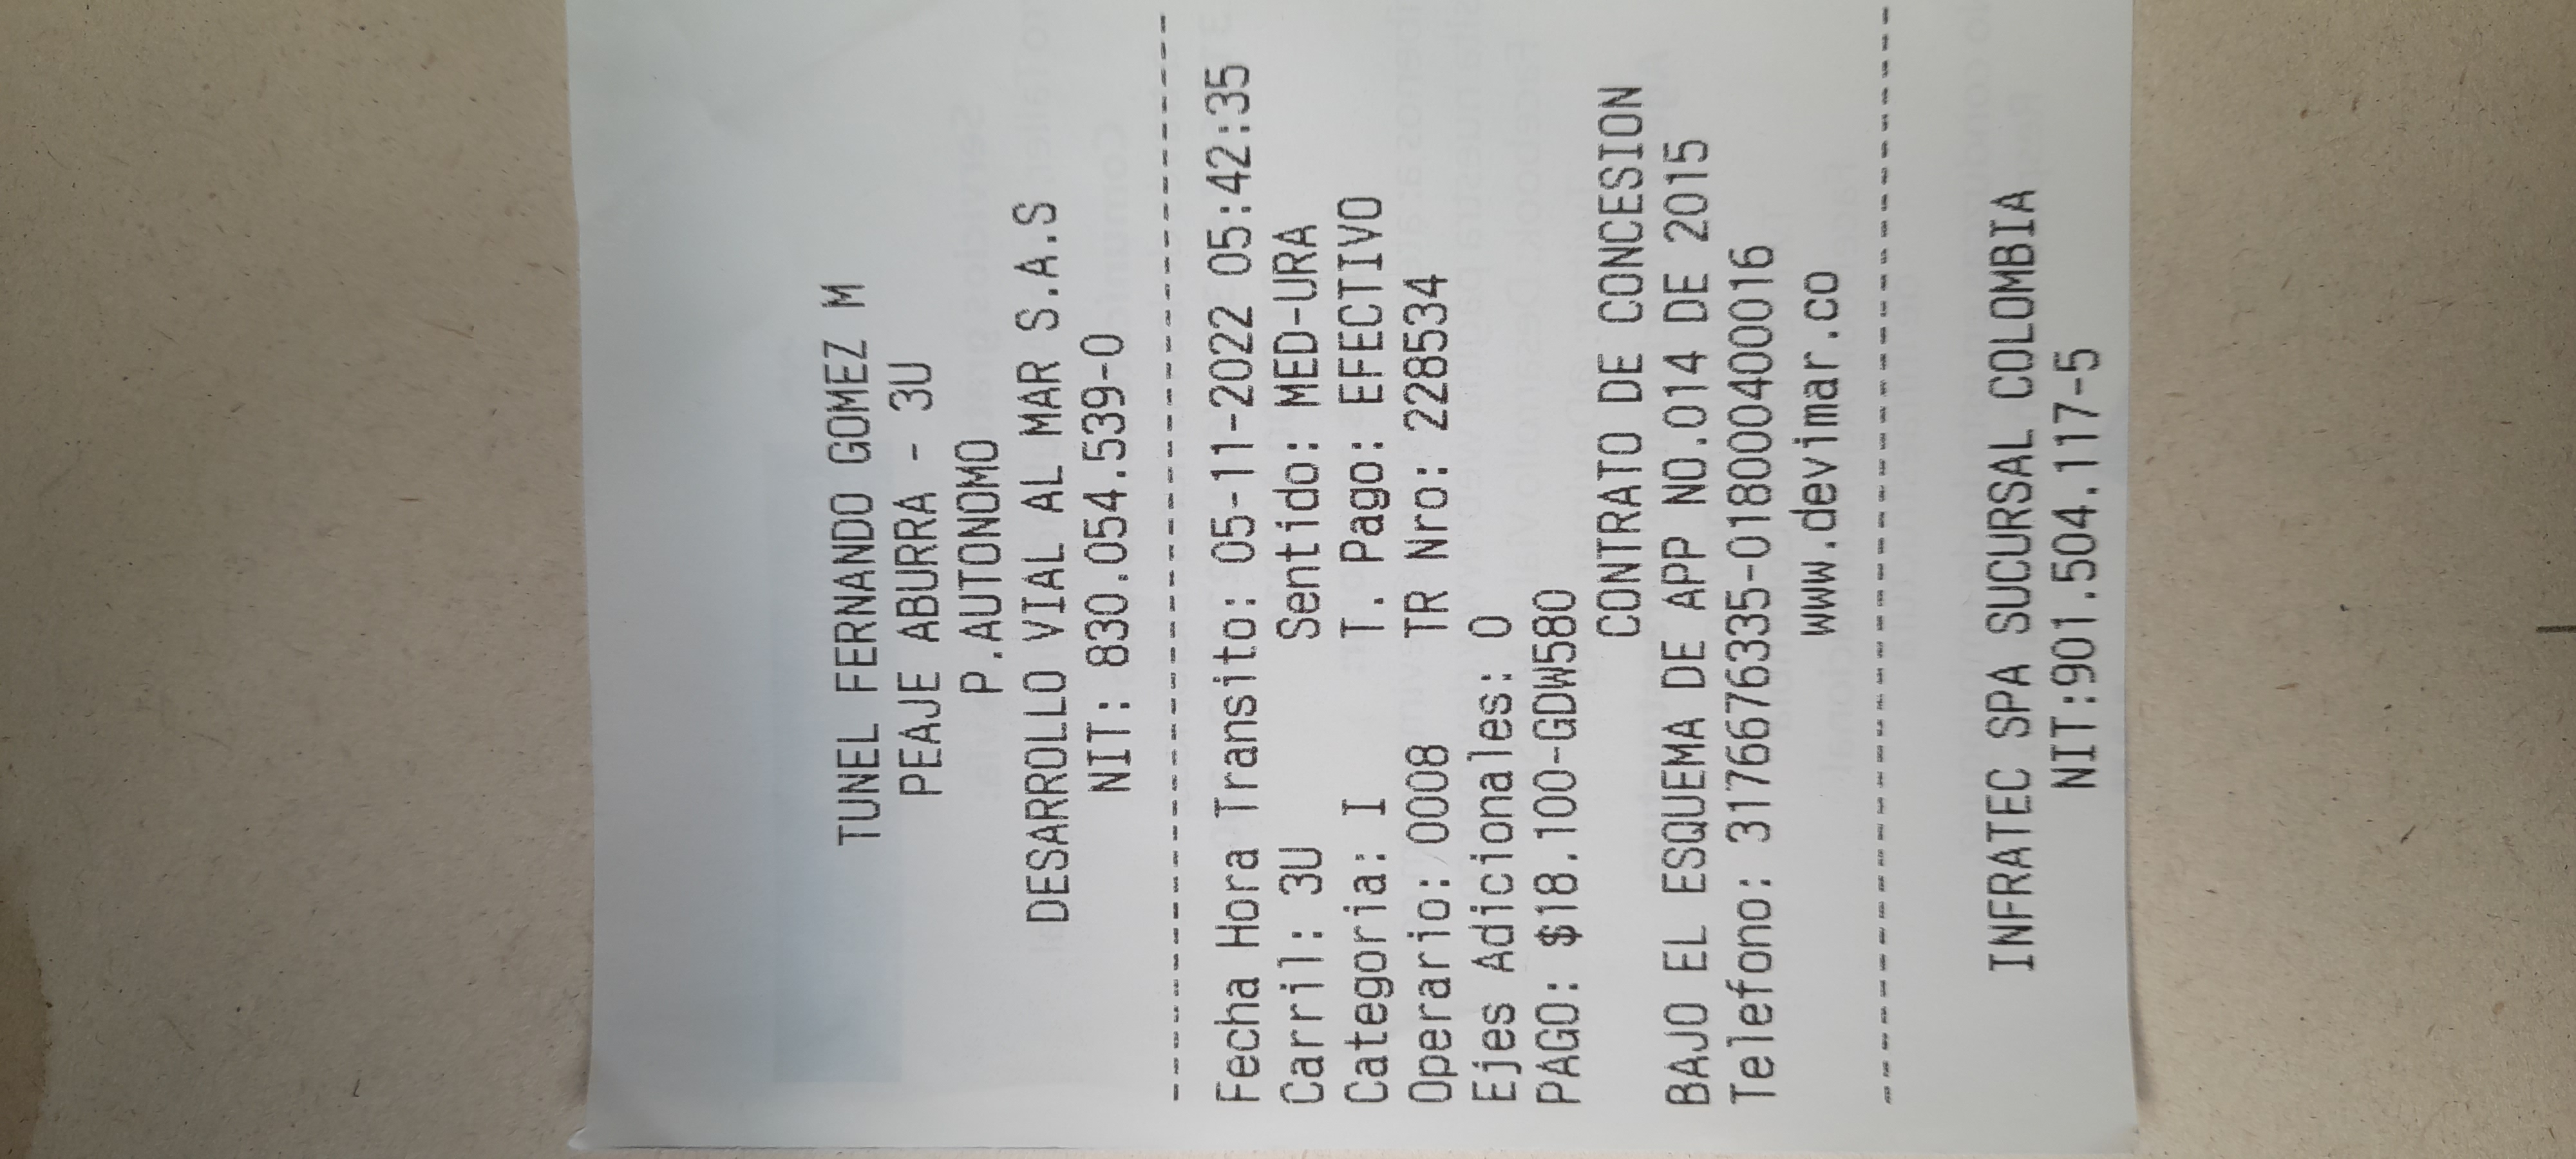 TUNEL FERNANDO GOMEZ M
PEAJE ABURRA - 3U
P.AUTONOMO
DESARROLLO VIAL AL MAR S.A.S
NIT: 830.054.539-0
--------------------------------
Fecha Hora Transito: 05-11-2022 05:42:35
Carril: 3U Sentido: MED-URA
Categoria: I T. Pago: EFECTIVO
Operario: 0008 TR Nro: 228534
Ejes Adicionales: 0
PAGO: $18.100-GDW580
CONTRATO DE CONCESION
BAJO EL ESQUEMA DE APP NO.014 DE 2015
Telefono: 3176676335-018000400016
www.devimar.co
--------------------------------
INFRATEC SPA SUCURSAL COLOMBIA
NIT:901.504.117-5